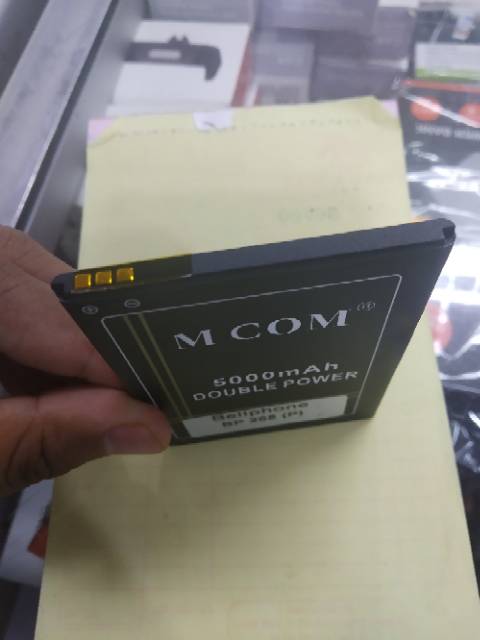 M COM
5000mAh
DOUBLE POWER
Bellphone
BP 268 (P)